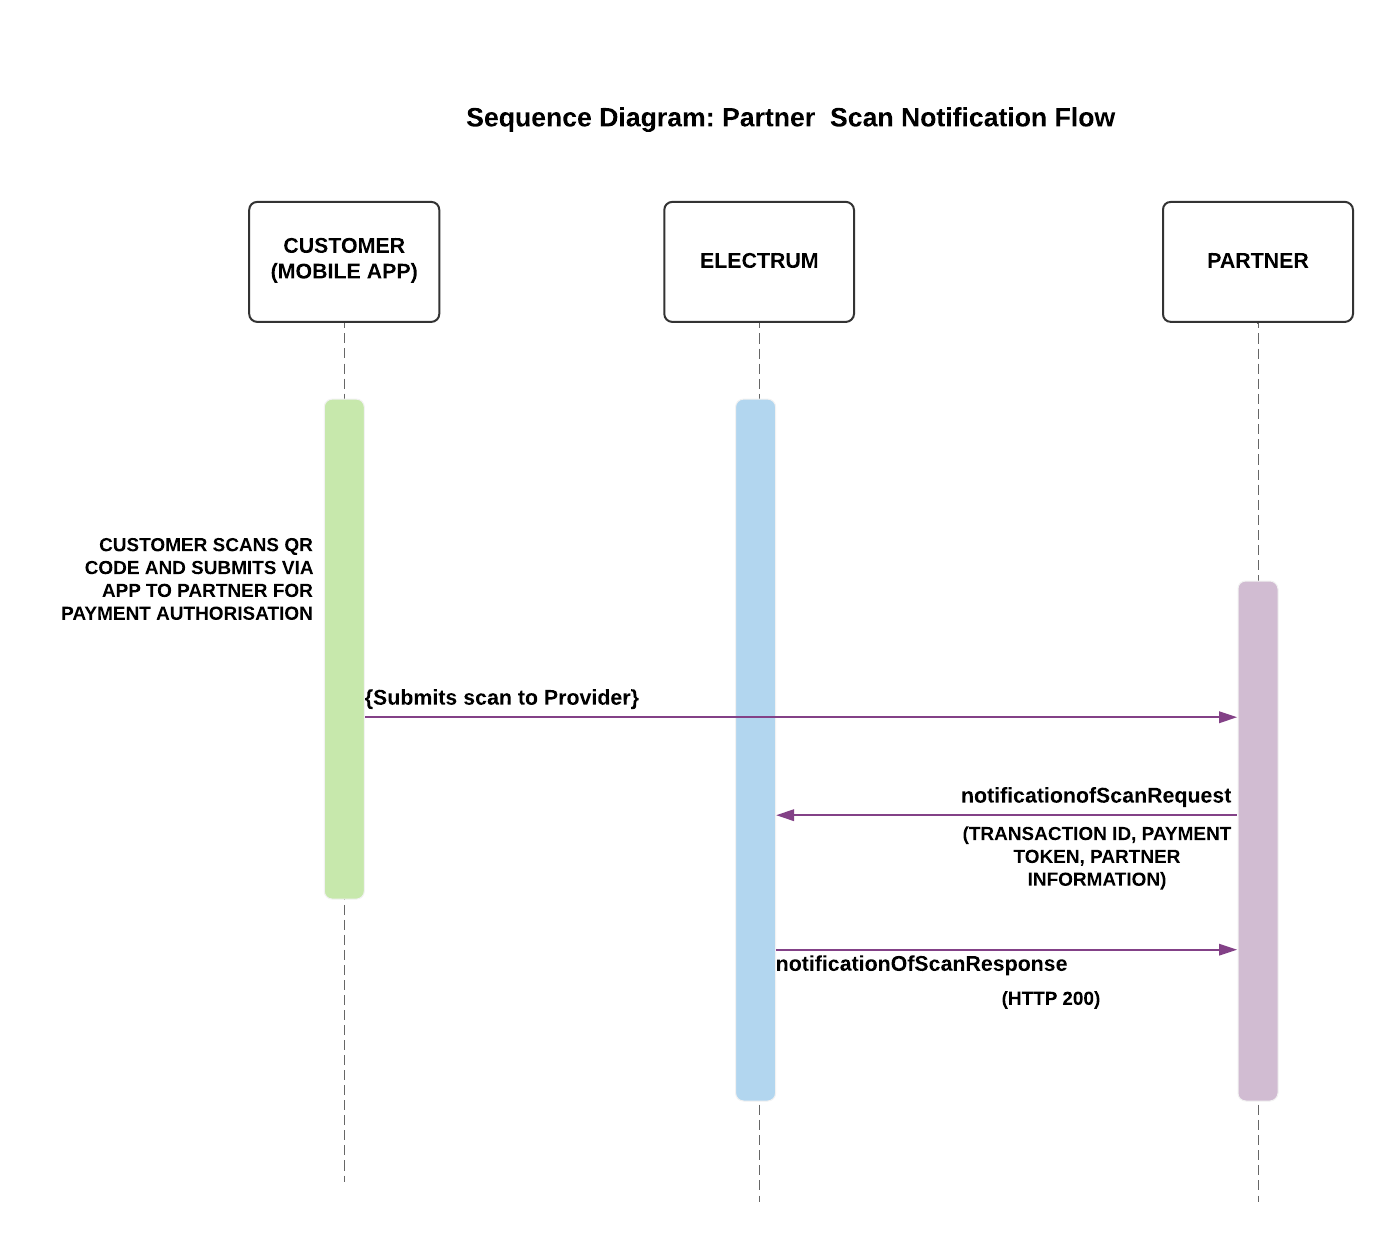 Sequence Diagram: Partner  Scan Notification Flow
CUSTOMER
(MOBILE APP)
ELECTRUM
PARTNER
CUSTOMER SCANS QR
CODE AND SUBMITS VIA
APP TO PARTNER FOR
PAYMENT AUTHORISATION
{Submits scan to Provider}
notificationofScanRequest
(TRANSACTION ID, PAYMENT
TOKEN, PARTNER
INFORMATION)
notificationOfScanResponse
(HTTP 200)